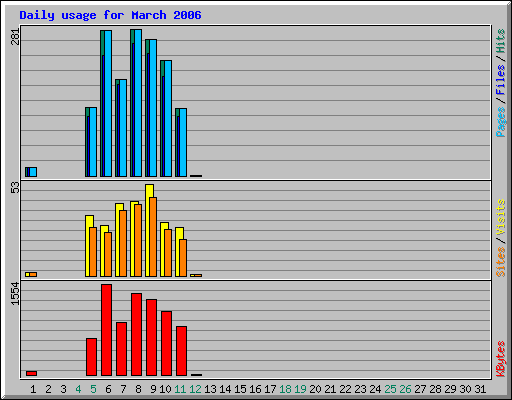 Daily usage for March 2006
281
Pages / Files / Hits
53
Sites / Visits
1554
KBytes
1 2 3 4 5 6 7 8 9 10 11 12 13 14 15 16 17 18 19 20 21 22 23 24 25 26 27 28 29 30 31